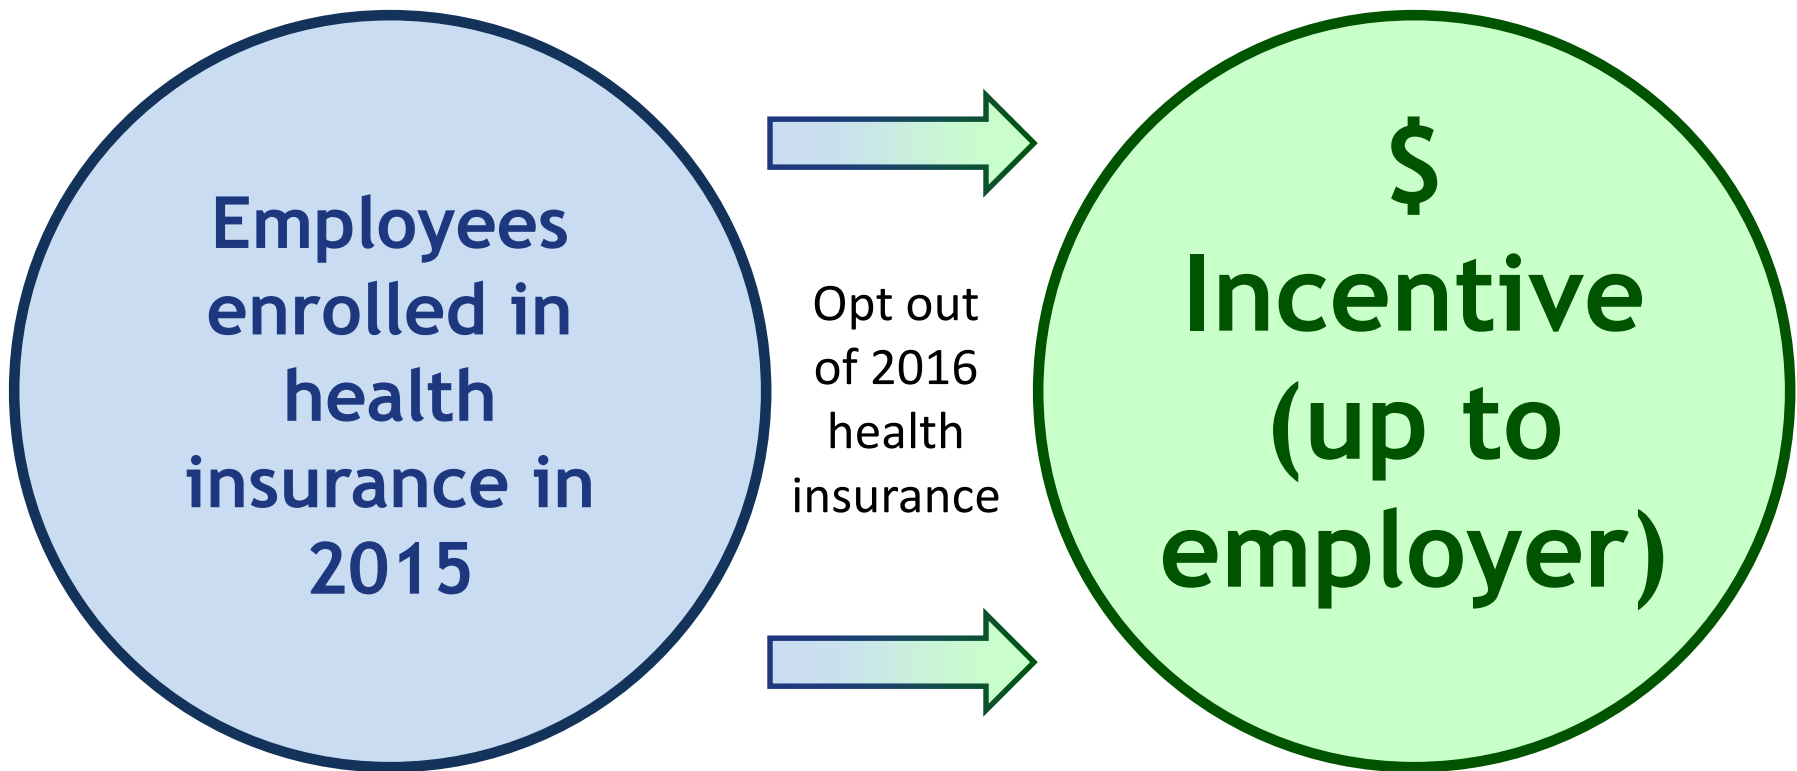 Employees
enrolled in
health
insurance in
2015
Opt out
of 2016
health
insurance
$
Incentive
(up to
employer)